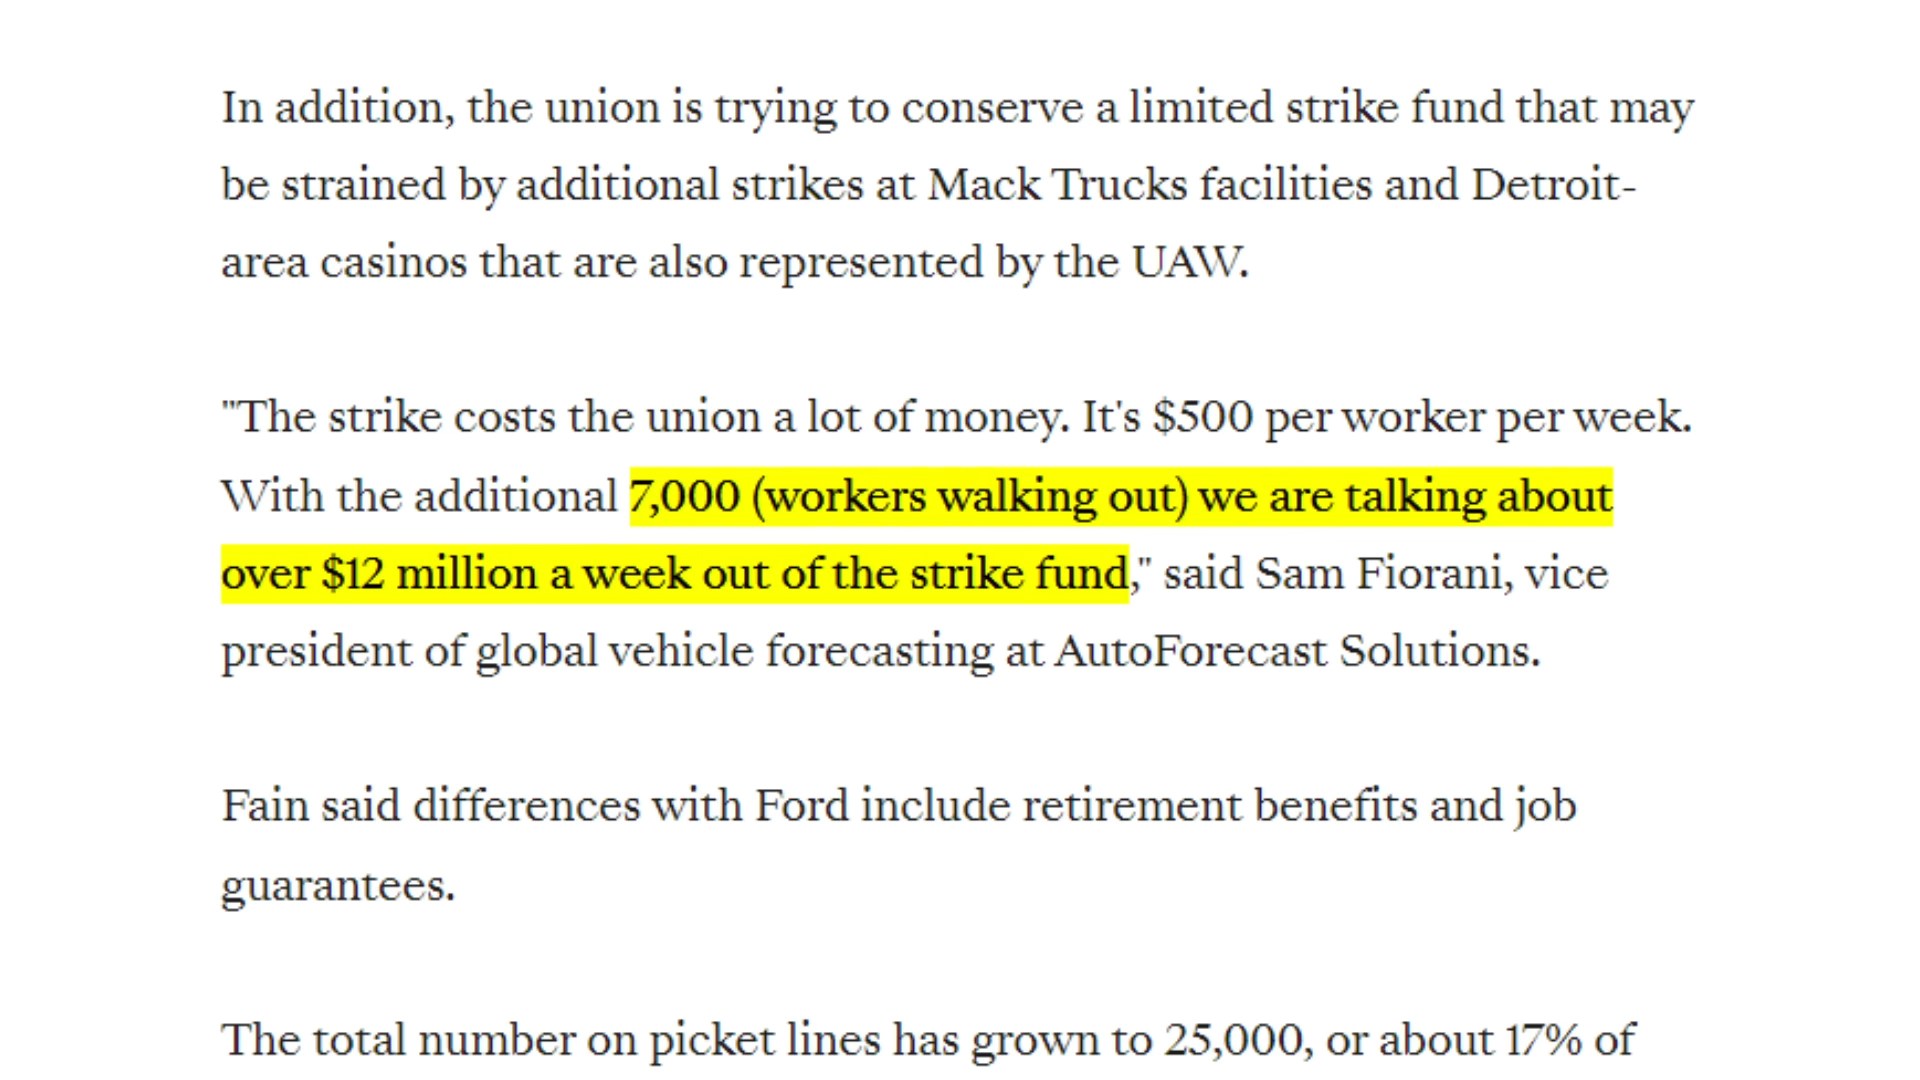 In addition, the union is trying to conserve a limited strike fund that may
be strained by additional strikes at Mack Trucks facilities and Detroit-
area casinos that are also represented by the UAW.
"The strike costs the union a lot of money. It's $500 per worker per week.
With the additional 7,000 (workers walking out) we are talking about
over $12 million a week out of the strike fund," said Sam Fiorani, vice
president of global vehicle forecasting at AutoForecast Solutions.
Fain said differences with Ford include retirement benefits and job
guarantees.
The total number on picket lines has grown to 25,000, or about 17% of